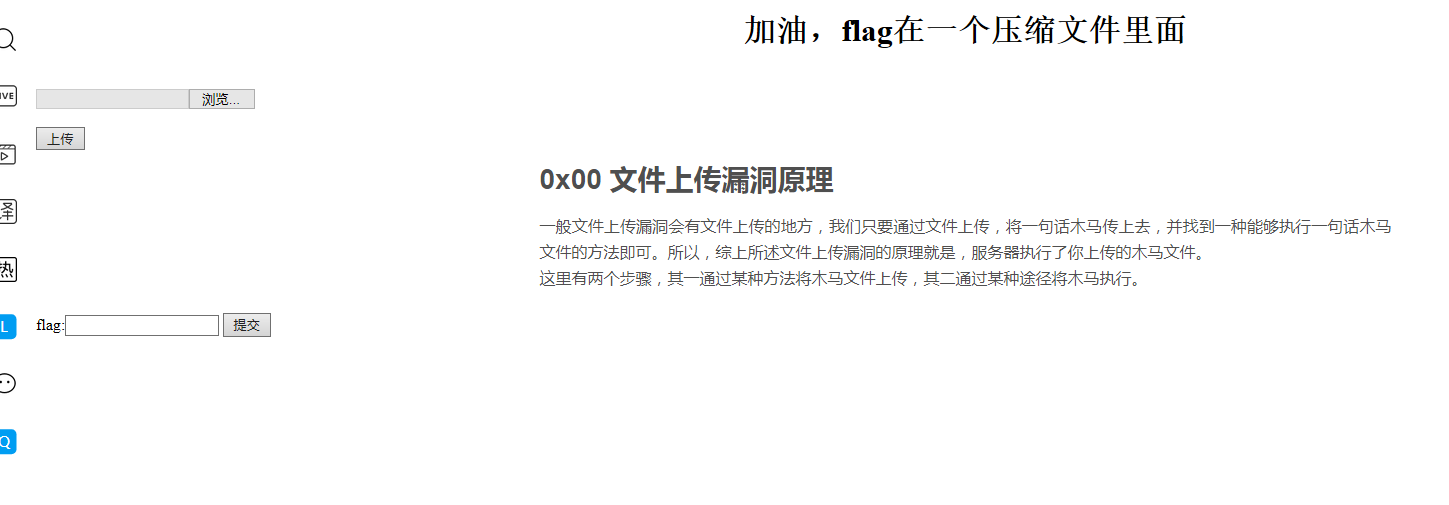 加油，flag在一个压缩文件里面
浏览...
上传
0x00 文件上传漏洞原理
一般文件上传漏洞会有文件上传的地方，我们只要通过文件上传，将一句话木马传上去，并找到一种能够执行一句话木马
文件的方法即可。所以，综上所述文件上传漏洞的原理就是，服务器执行了你上传的木马文件。
这里有两个步骤，其一通过某种方法将木马文件上传，其二通过某种途径将木马执行。
热
flag:
提交
L
Q